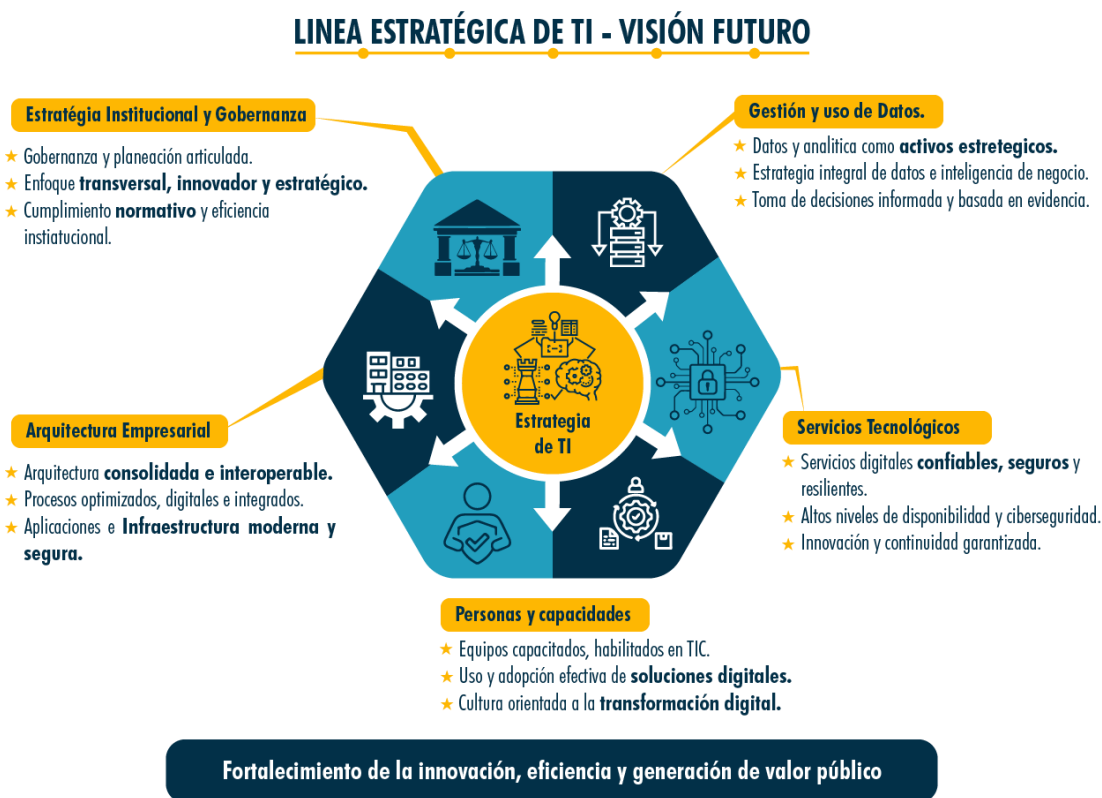 LINEA ESTRATÉGICA DE TI - VISIÓN FUTURO
Estratégia Institucional y Gobernanza
★ Gobernanza y planeación articulada.
★ Enfoque transversal, innovador y estratégico.
★ Cumplimiento normativo y eficiencia
instiatucional.
Gestión y uso de Datos.
★ Datos y analitica como activos estretegicos.
★ Estrategia integral de datos e inteligencia de negocio.
★ Toma de decisiones informada y basada en evidencia.
Estrategia
de TI
Arquitectura Empresarial
★ Arquitectura consolidada e interoperable.
★ Procesos optimizados, digitales e integrados.
★ Aplicaciones e Infraestructura moderna y
segura.
Servicios Tecnológicos
★ Servicios digitales confiables, seguros y
resilientes.
★ Altos niveles de disponibilidad y ciberseguridad.
★ Innovación y continuidad garantizada.
Personas y capacidades
★ Equipos capacitados, habilitados en TIC.
★ Uso y adopción efectiva de soluciones digitales.
★ Cultura orientada a la transformación digital.
Fortalecimiento de la innovación, eficiencia y generación de valor público